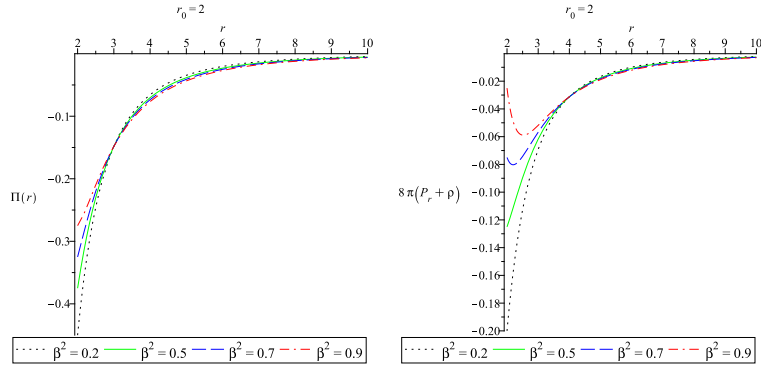 r₀ = 2
r
2 3 4 5 6 7 8 9 10
−0.1
−0.2
Π(r)
−0.3
−0.4
β² = 0.2 β² = 0.5 β² = 0.7 β² = 0.9
r₀ = 2
r
2 3 4 5 6 7 8 9 10
−0.02
−0.04
−0.06
−0.08
8 π(Pᵣ + ρ)
−0.10
−0.12
−0.14
−0.16
−0.18
−0.20
β² = 0.2 β² = 0.5 β² = 0.7 β² = 0.9